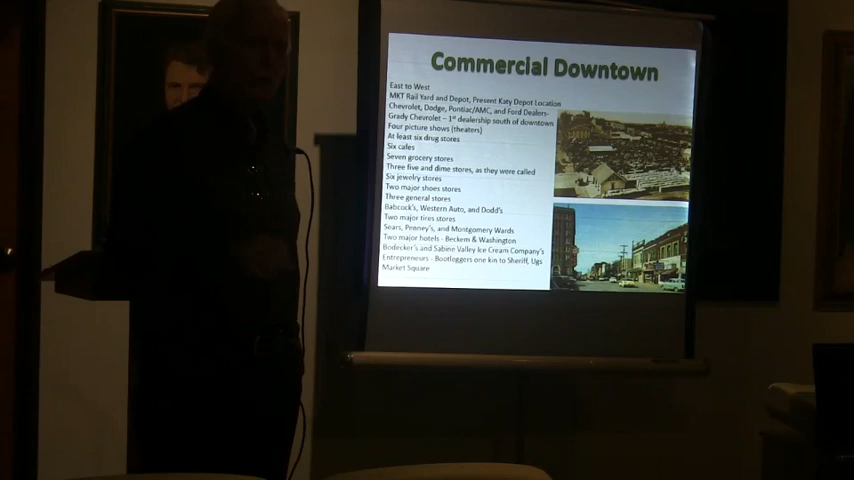 Commercial Downtown
East to West
MKT Rail Yard and Depot, Present Katy Depot Location
Chevrolet, Dodge, Pontiac/AMC, and Ford Dealers-
Grady Chevrolet – 1st dealership south of downtown
Four picture shows (theaters)
At least six drug stores
Six cafes
Seven grocery stores
Three five and dime stores, as they were called
Six jewelry stores
Two major shoes stores
Three general stores
Babcock's, Western Auto, and Dodd's
Two major tires stores
Sears, Penney's, and Montgomery Wards
Two major hotels - Beckem & Washington
Bodecker's and Sabine Valley Ice Cream Company's
Entrepreneurs - Bootleggers one kin to Sheriff, Ugs
Market Square